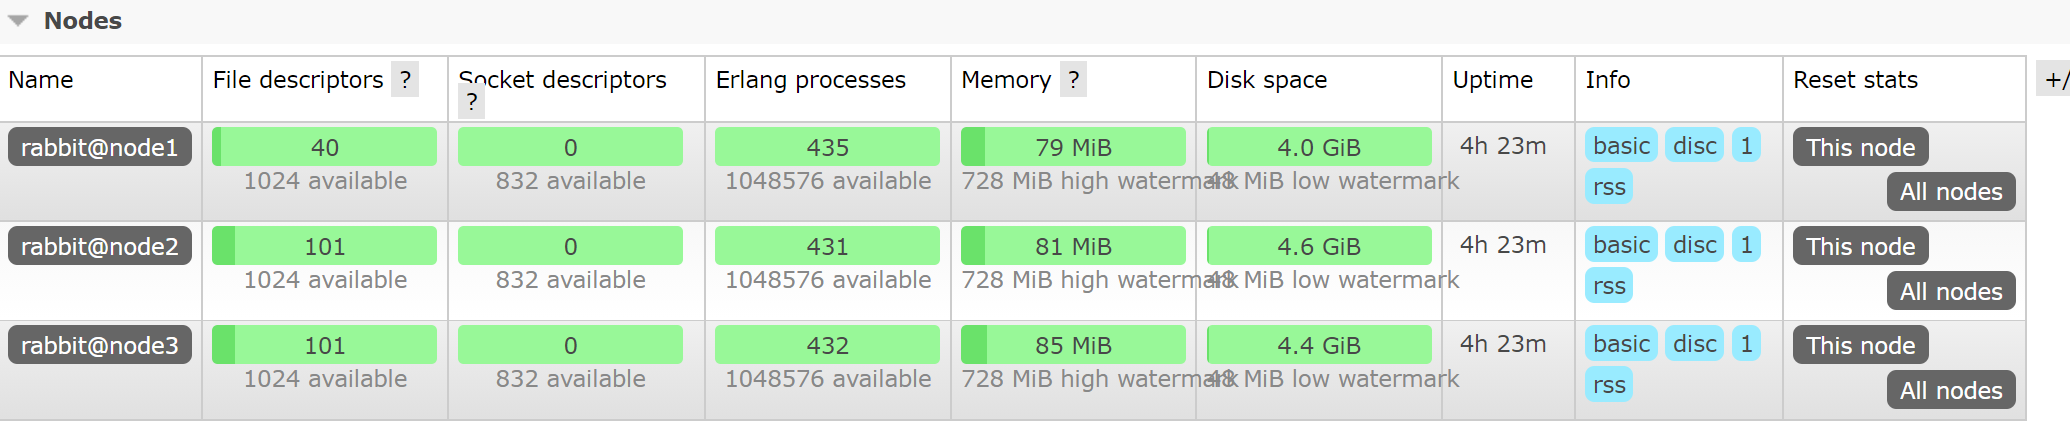 Nodes
Name File descriptors ? Socket descriptors ? Erlang processes Memory ? Disk space Uptime Info Reset stats +/
rabbit@node1 40 0 435 79 MiB 4.0 GiB 4h 23m basic disc 1 This node
1024 available 832 available 1048576 available 728 MiB high watermark 48 MiB low watermark rss All nodes
rabbit@node2 101 0 431 81 MiB 4.6 GiB 4h 23m basic disc 1 This node
1024 available 832 available 1048576 available 728 MiB high watermark 48 MiB low watermark rss All nodes
rabbit@node3 101 0 432 85 MiB 4.4 GiB 4h 23m basic disc 1 This node
1024 available 832 available 1048576 available 728 MiB high watermark 48 MiB low watermark rss All nodes